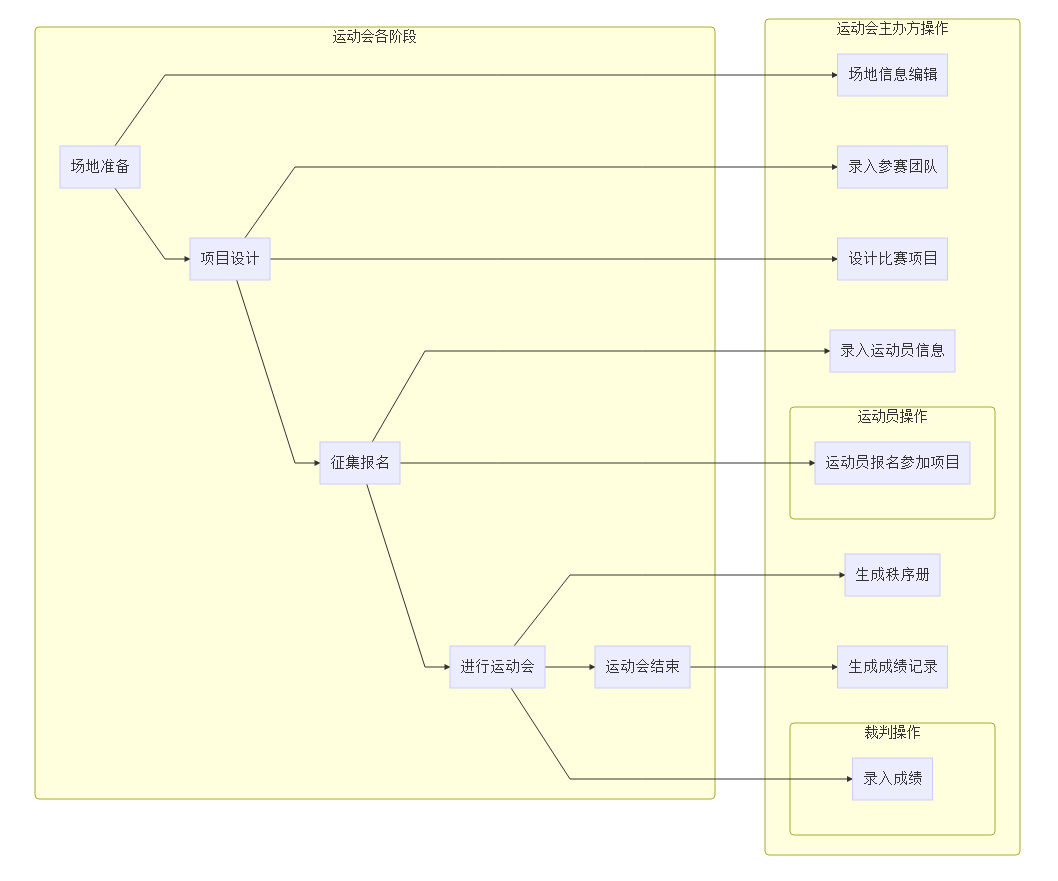 运动会各阶段
运动会主办方操作
场地信息编辑
场地准备
录入参赛团队
项目设计
设计比赛项目
录入运动员信息
运动员操作
征集报名
运动员报名参加项目
生成秩序册
进行运动会
运动会结束
生成成绩记录
裁判操作
录入成绩